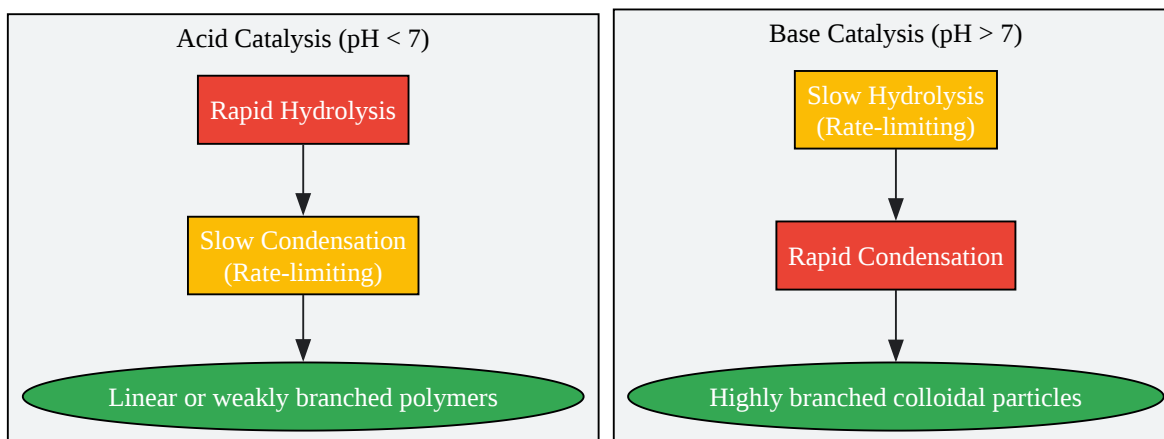 Acid Catalysis (pH < 7)
Rapid Hydrolysis
Slow Condensation
(Rate-limiting)
Linear or weakly branched polymers
Base Catalysis (pH > 7)
Slow Hydrolysis
(Rate-limiting)
Rapid Condensation
Highly branched colloidal particles